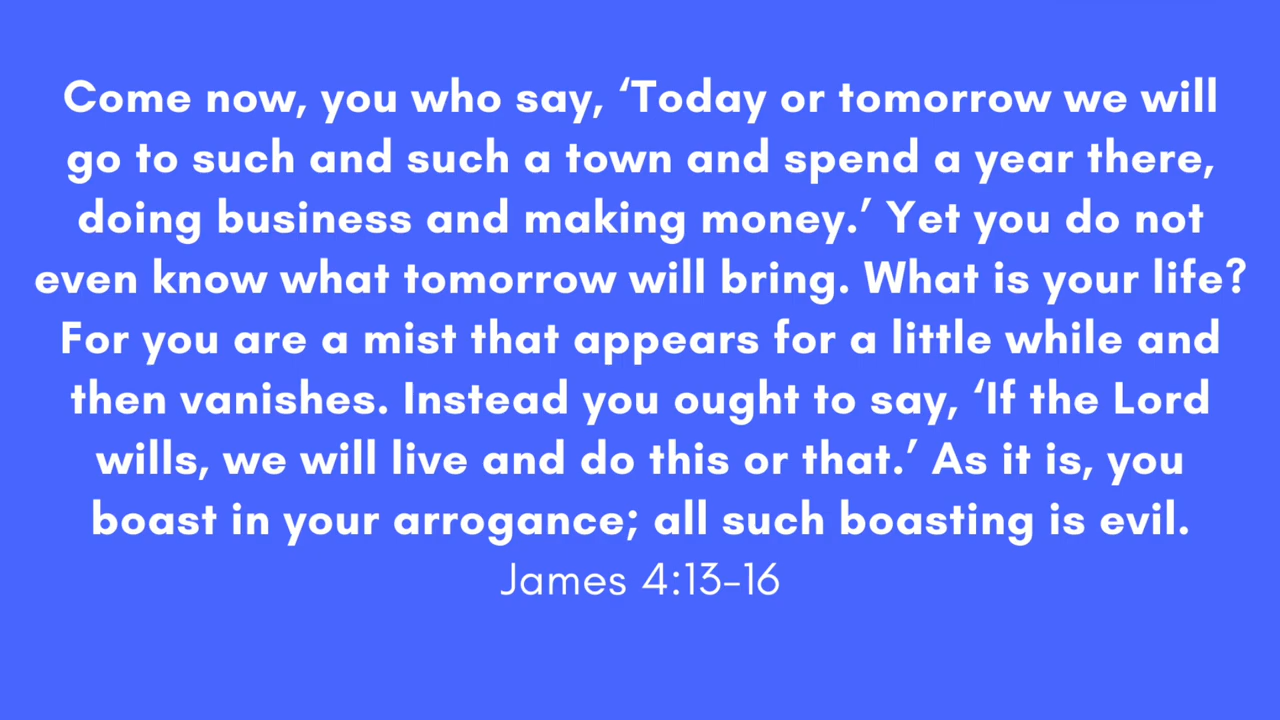 Come now, you who say, ‘Today or tomorrow we will
go to such and such a town and spend a year there,
doing business and making money.’ Yet you do not
even know what tomorrow will bring. What is your life?
For you are a mist that appears for a little while and
then vanishes. Instead you ought to say, ‘If the Lord
wills, we will live and do this or that.’ As it is, you
boast in your arrogance; all such boasting is evil.
James 4:13–16